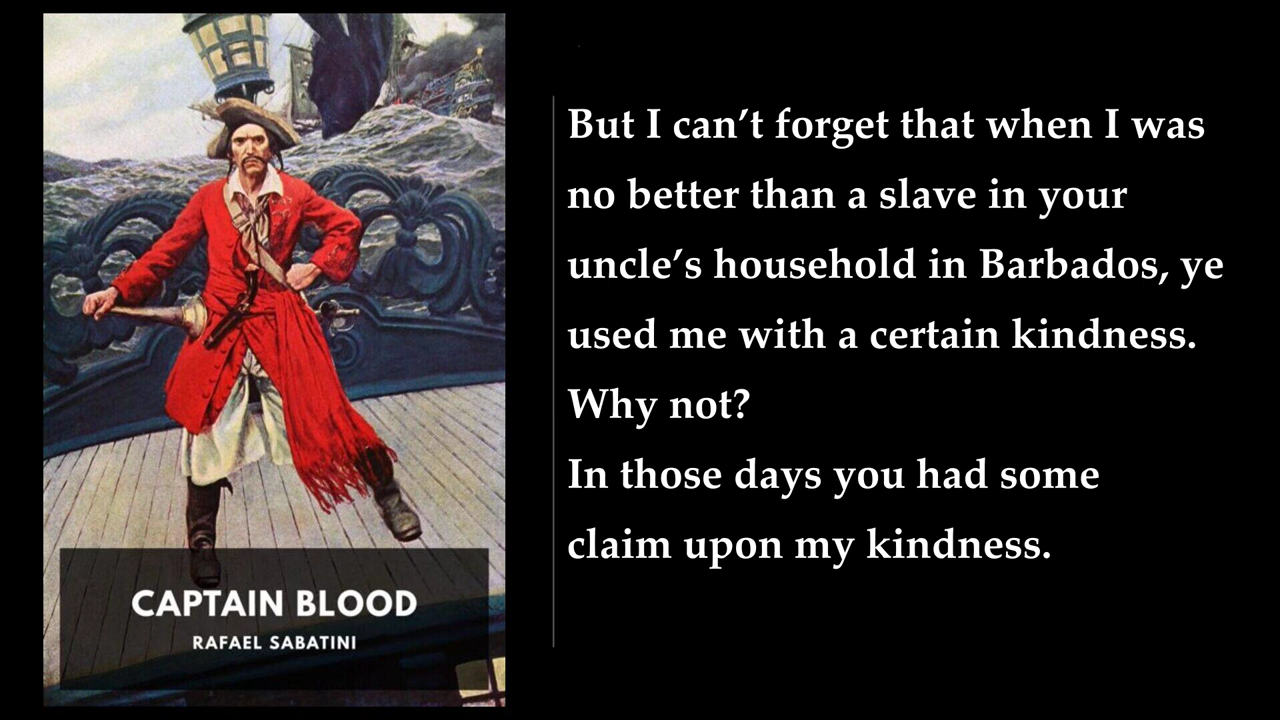 CAPTAIN BLOOD
RAFAEL SABATINI
But I can’t forget that when I was
no better than a slave in your
uncle’s household in Barbados, ye
used me with a certain kindness.
Why not?
In those days you had some
claim upon my kindness.